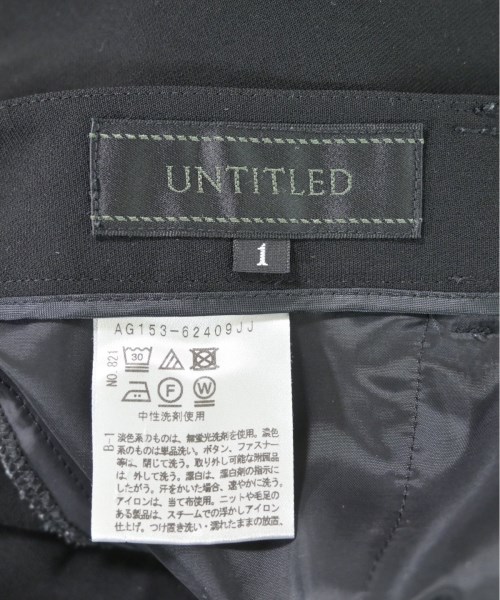 UNTITLED
1
AG153-62409JJ
NO.821
30
F W
中性洗剤使用
B-1
淡色系のものは、無蛍光洗剤を使用。濃色
系のものは単品洗い。ボタン、ファスナー
等は、閉じて洗う。取り外し可能な附属品
は、外して洗う。漂白は、漂白剤の指示に
したがう。汗をかいた場合、速やかに洗う。
アイロンは、当て布使用。ニットや毛足の
ある製品は、スチームでの浮かしアイロン
仕上げ。つけ置き洗い・濡れたままの放置、